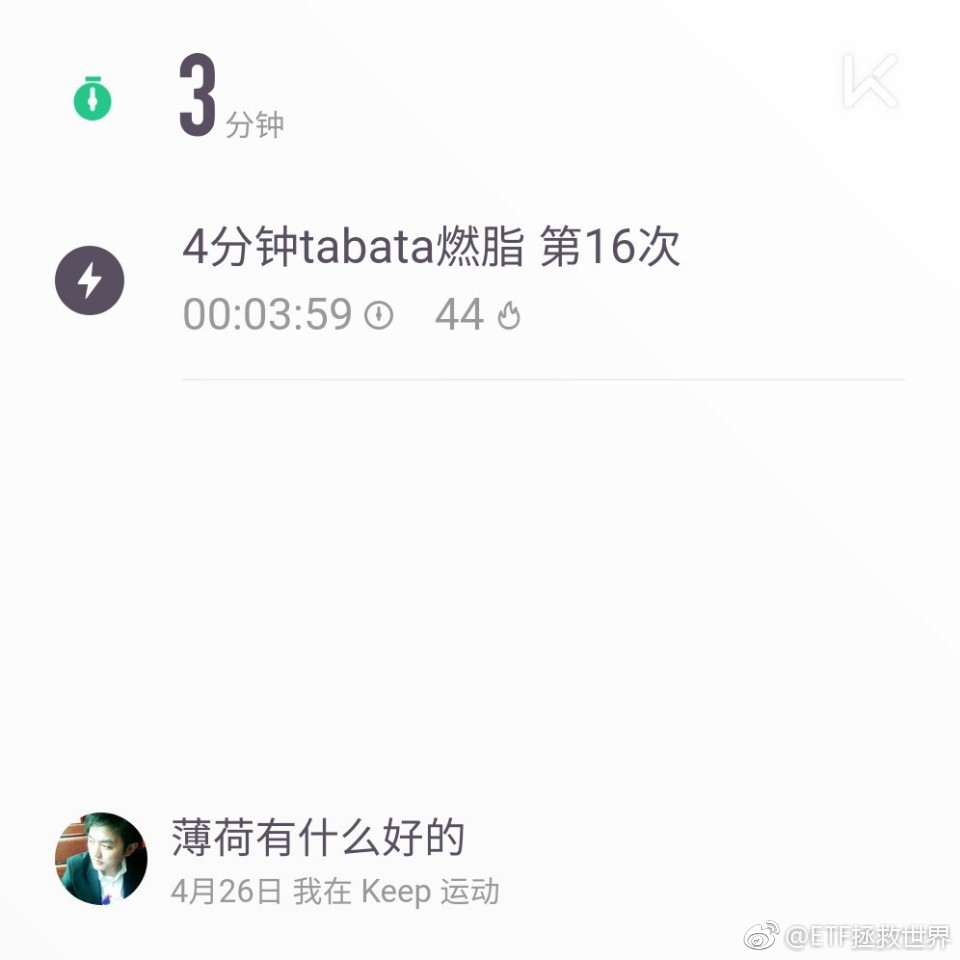 3 分钟
4分钟tabata燃脂 第16次
00:03:59 44
薄荷有什么好的
4月26日 我在 Keep 运动
@ETF拯救世界